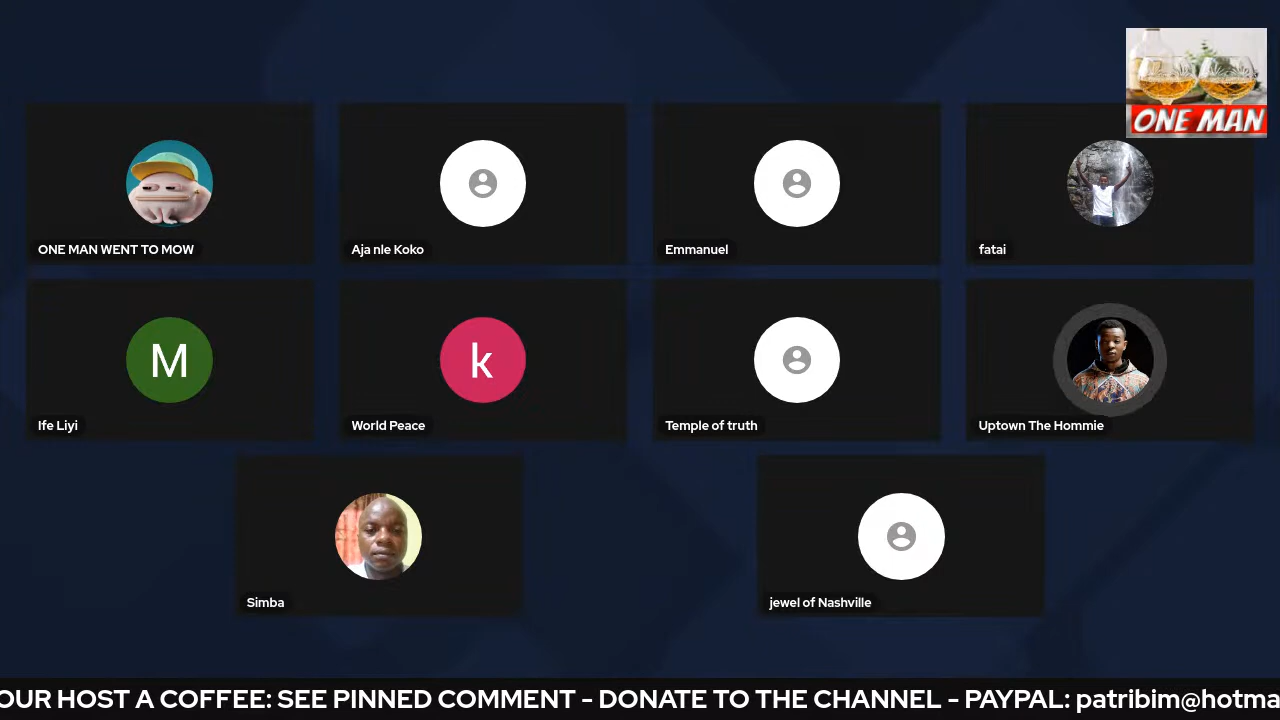 ONE MAN
ONE MAN WENT TO MOW
Aja nle Koko
Emmanuel
fatai
M
k
Ife Liyi
World Peace
Temple of truth
Uptown The Hommie
Simba
jewel of Nashville
OUR HOST A COFFEE: SEE PINNED COMMENT - DONATE TO THE CHANNEL - PAYPAL: patribim@hotma